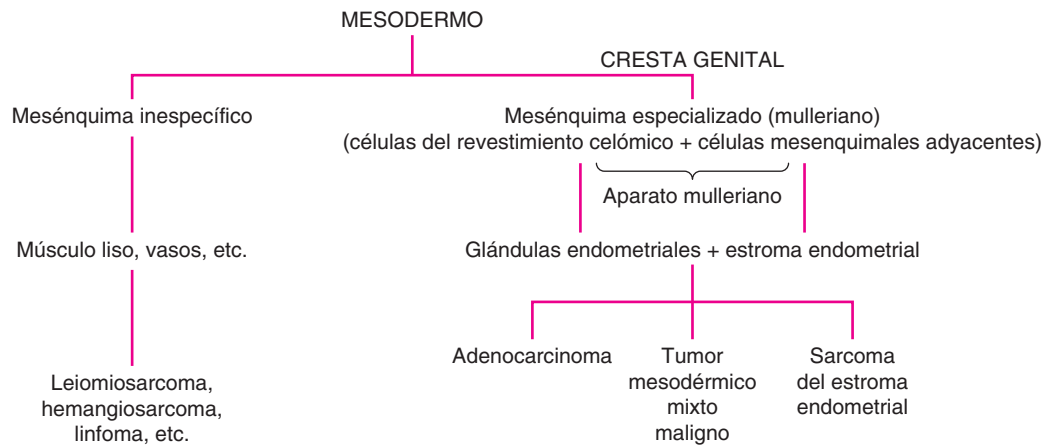 MESODERMO
CRESTA GENITAL
Mesénquima inespecífico
Mesénquima especializado (mulleriano)
(células del revestimiento celómico + células mesenquimales adyacentes)
Aparato mulleriano
Músculo liso, vasos, etc.
Glándulas endometriales + estroma endometrial
Leiomiosarcoma,
hemangiosarcoma,
linfoma, etc.
Adenocarcinoma
Tumor
mesodérmico
mixto
maligno
Sarcoma
del estroma
endometrial